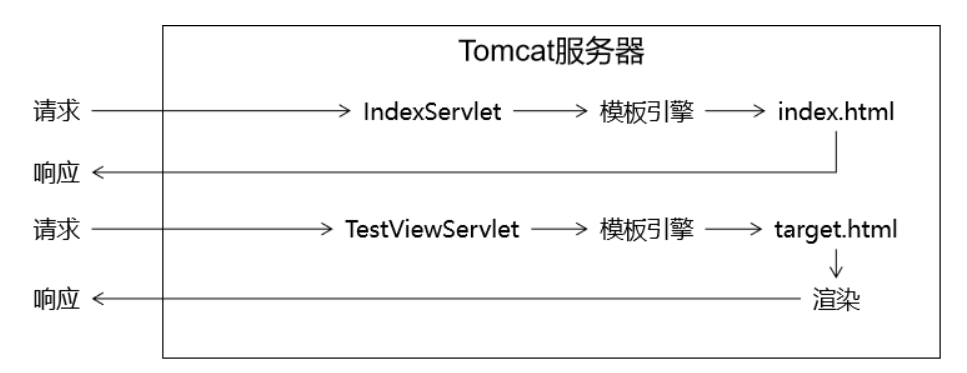 Tomcat服务器
请求 IndexServlet 模板引擎 index.html
响应
请求 TestViewServlet 模板引擎 target.html
响应 渲染